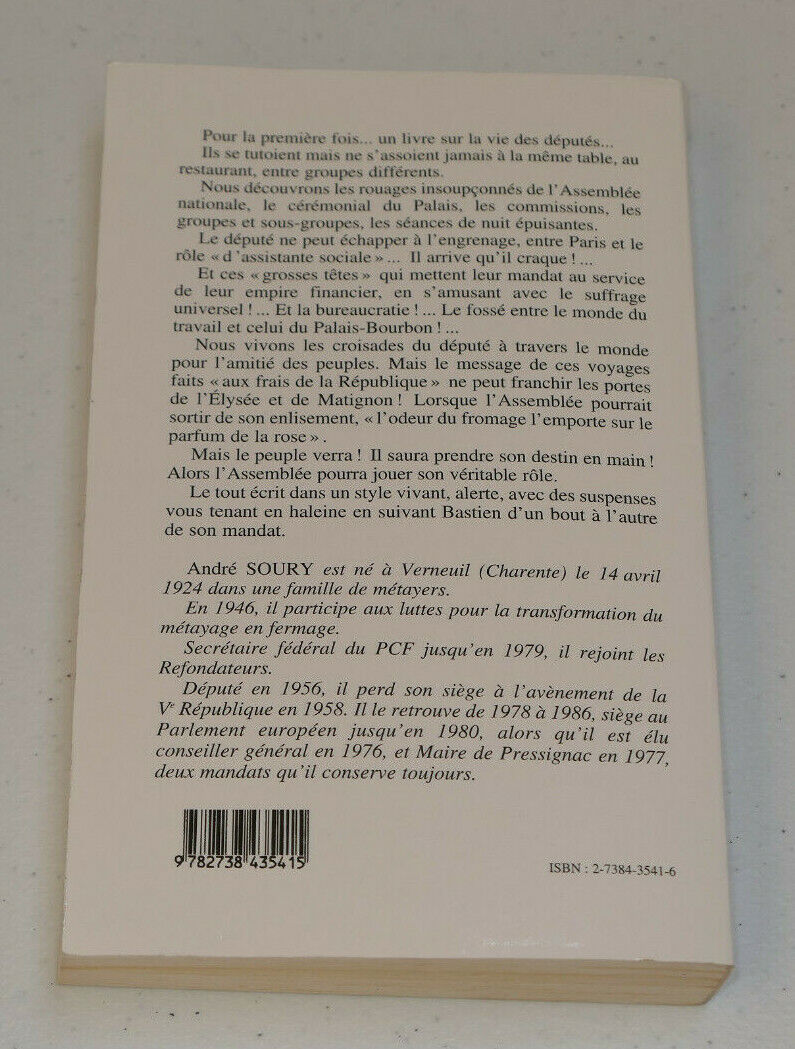 Pour la première fois... un livre sur la vie des députés...
Ils se tutoient mais ne s'assoient jamais à la même table, au
restaurant, entre groupes différents.
Nous découvrons les rouages insoupçonnés de l'Assemblée
nationale, le cérémonial du Palais, les commissions, les
groupes et sous-groupes, les séances de nuit épuisantes.
Le député ne peut échapper à l'engrenage, entre Paris et le
rôle « d'assistante sociale »... Il arrive qu'il craque !...
Et ces « grosses têtes » qui mettent leur mandat au service
de leur empire financier, en s'amusant avec le suffrage
universel !... Et la bureaucratie !... Le fossé entre le monde du
travail et celui du Palais-Bourbon !...
Nous vivons les croisades du député à travers le monde
pour l'amitié des peuples. Mais le message de ces voyages
faits « aux frais de la République » ne peut franchir les portes
de l'Élysée et de Matignon ! Lorsque l'Assemblée pourrait
sortir de son enlisement, « l'odeur du fromage l'emporte sur le
parfum de la rose ».
Mais le peuple verra ! Il saura prendre son destin en main !
Alors l'Assemblée pourra jouer son véritable rôle.
Le tout écrit dans un style vivant, alerte, avec des suspenses
vous tenant en haleine en suivant Bastien d'un bout à l'autre
de son mandat.
André SOURY est né à Verneuil (Charente) le 14 avril
1924 dans une famille de métayers.
En 1946, il participe aux luttes pour la transformation du
métayage en fermage.
Secrétaire fédéral du PCF jusqu'en 1979, il rejoint les
Refondateurs.
Député en 1956, il perd son siège à l'avènement de la
Ve République en 1958. Il le retrouve de 1978 à 1986, siège au
Parlement européen jusqu'en 1980, alors qu'il est élu
conseiller général en 1976, et Maire de Pressignac en 1977,
deux mandats qu'il conserve toujours.
9 782738 435415
ISBN : 2-7384-3541-6